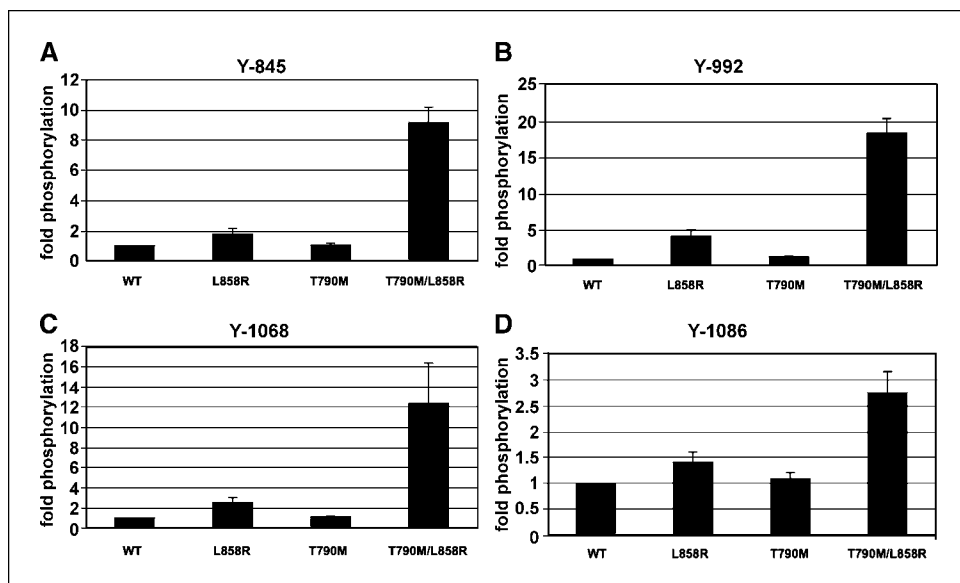 A
Y-845
fold phosphorylation
12
10
8
6
4
2
0
WT L858R T790M T790M/L858R
B
Y-992
fold phosphorylation
25
20
15
10
5
0
WT L858R T790M T790M/L858R
C
Y-1068
fold phosphorylation
18
16
14
12
10
8
6
4
2
0
WT L858R T790M T790M/L858R
D
Y-1086
fold phosphorylation
3.5
3
2.5
2
1.5
1
0.5
0
WT L858R T790M T790M/L858R